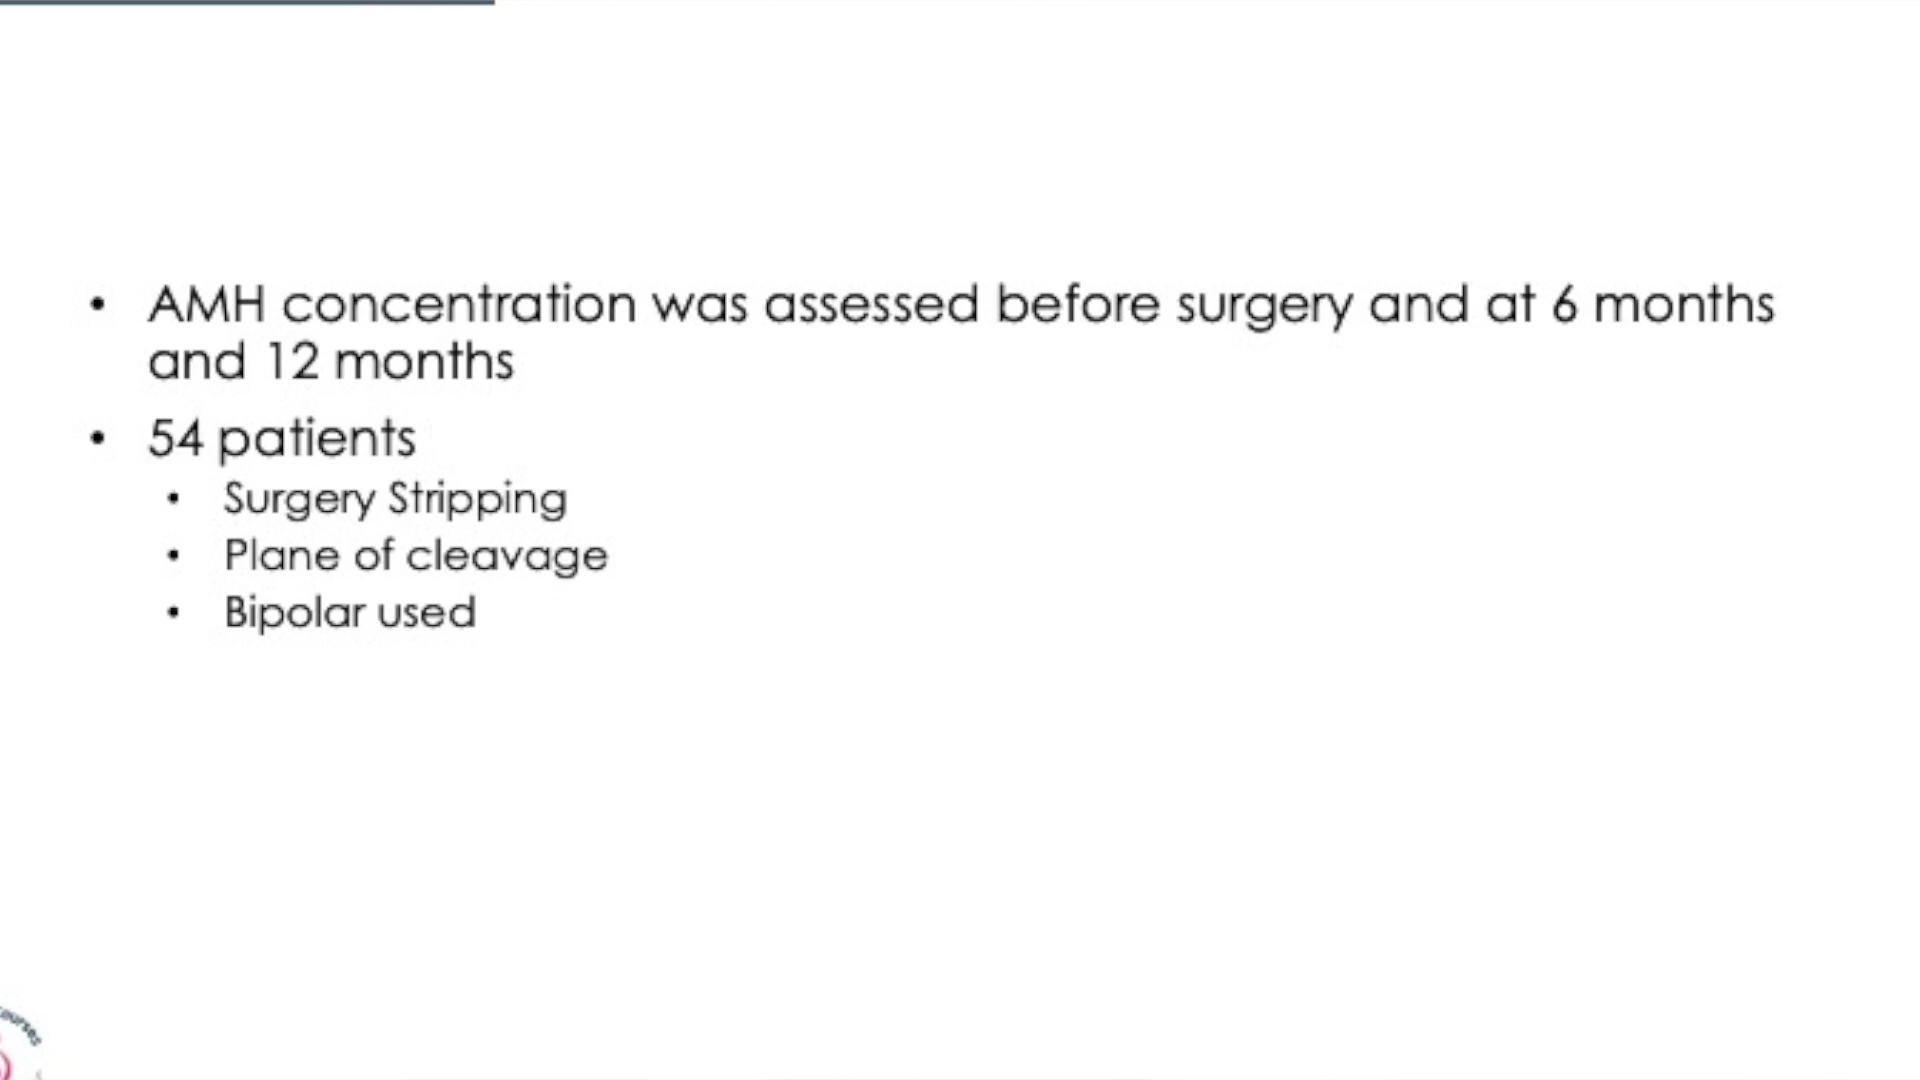 • AMH concentration was assessed before surgery and at 6 months
and 12 months
• 54 patients
• Surgery Stripping
• Plane of cleavage
• Bipolar used
courses